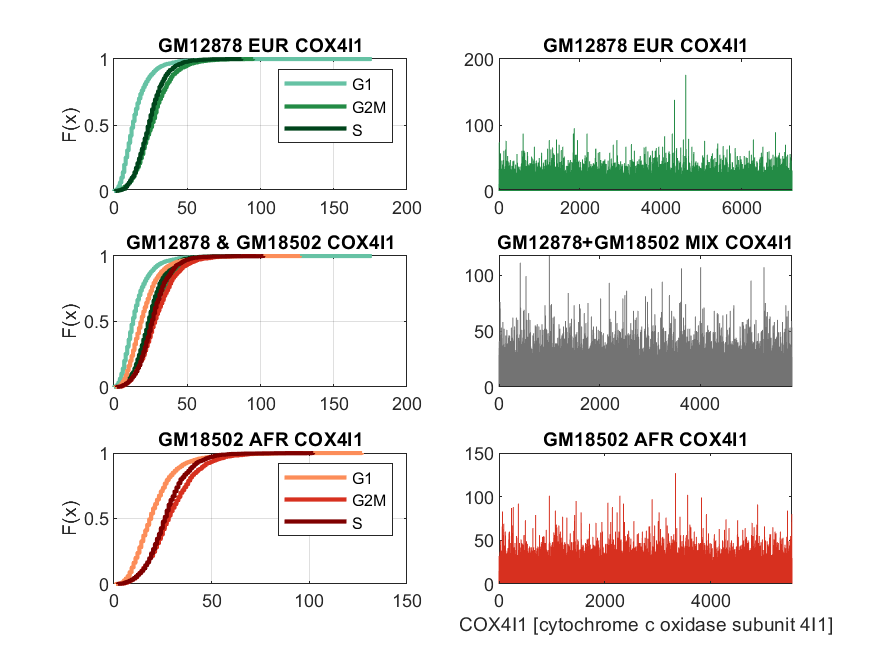 GM12878 EUR COX4I1
F(x)
1
0.5
0
0 50 100 150 200
G1
G2M
S
GM12878 EUR COX4I1
200
100
0
0 2000 4000 6000
GM12878 & GM18502 COX4I1
F(x)
1
0.5
0
0 50 100 150 200
GM12878+GM18502 MIX COX4I1
100
50
0
0 2000 4000
GM18502 AFR COX4I1
F(x)
1
0.5
0
0 50 100 150
G1
G2M
S
GM18502 AFR COX4I1
150
100
50
0
0 2000 4000
COX4I1 [cytochrome c oxidase subunit 4I1]